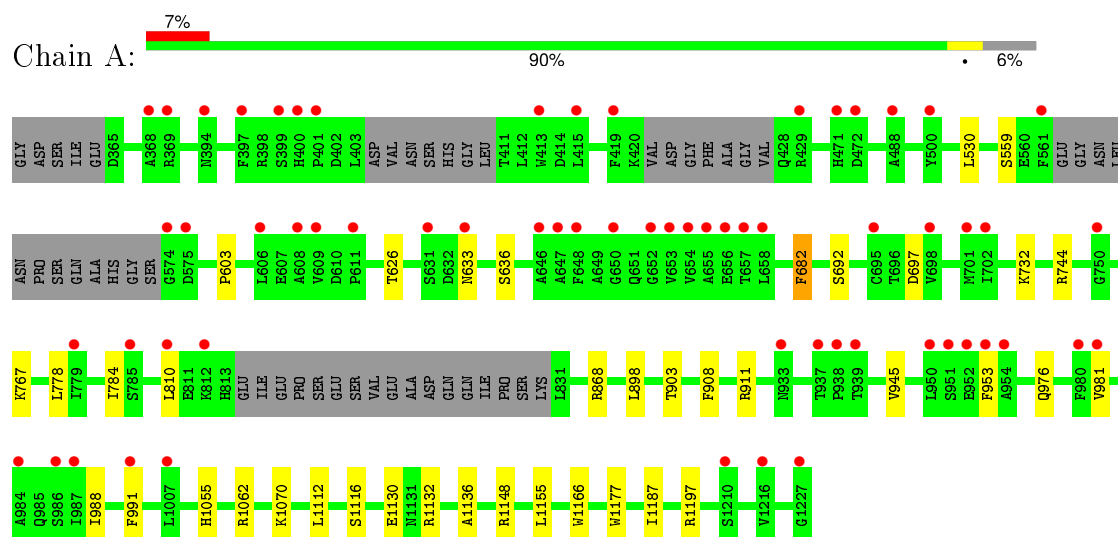 7%
Chain A:
90% • 6%
GLY ASP SER ILE GLU D365 A368 R369 N394 F397 R398 S399 H400 P401 D402 L403 ASP VAL ASN SER HIS GLY LEU T411 L412 W413 D414 L415 F419 K420 VAL ASP GLY PHE ALA GLY VAL Q428 R429 H471 D472 A488 Y500 L530 S559 E560 F561 GLU GLY ASN LEU
ASN PRO SER GLN ALA HIS GLY SER G574 D575 P603 L606 E607 A608 V609 D610 P611 T626 S631 D632 N633 S636 A646 A647 F648 A649 G650 Q651 G652 V653 V654 A655 E656 T657 L658 F682 S692 C695 T696 D697 V698 M701 I702 K732 R744 G750
K767 L778 I779 I784 S785 L810 E811 K812 H813 GLU ILE GLU PRO SER GLU SER VAL GLU ALA ASP GLN GLN ILE PRO SER LYS L831 R868 L898 T903 F908 R911 N933 T937 P938 T939 V945 L950 S951 E952 F953 A954 Q976 F980 V981
A984 Q985 S986 I987 I988 F991 L1007 H1055 R1062 K1070 L1112 S1116 E1130 N1131 R1132 A1136 R1148 L1155 W1166 W1177 I1187 R1197 S1210 V1216 G1227